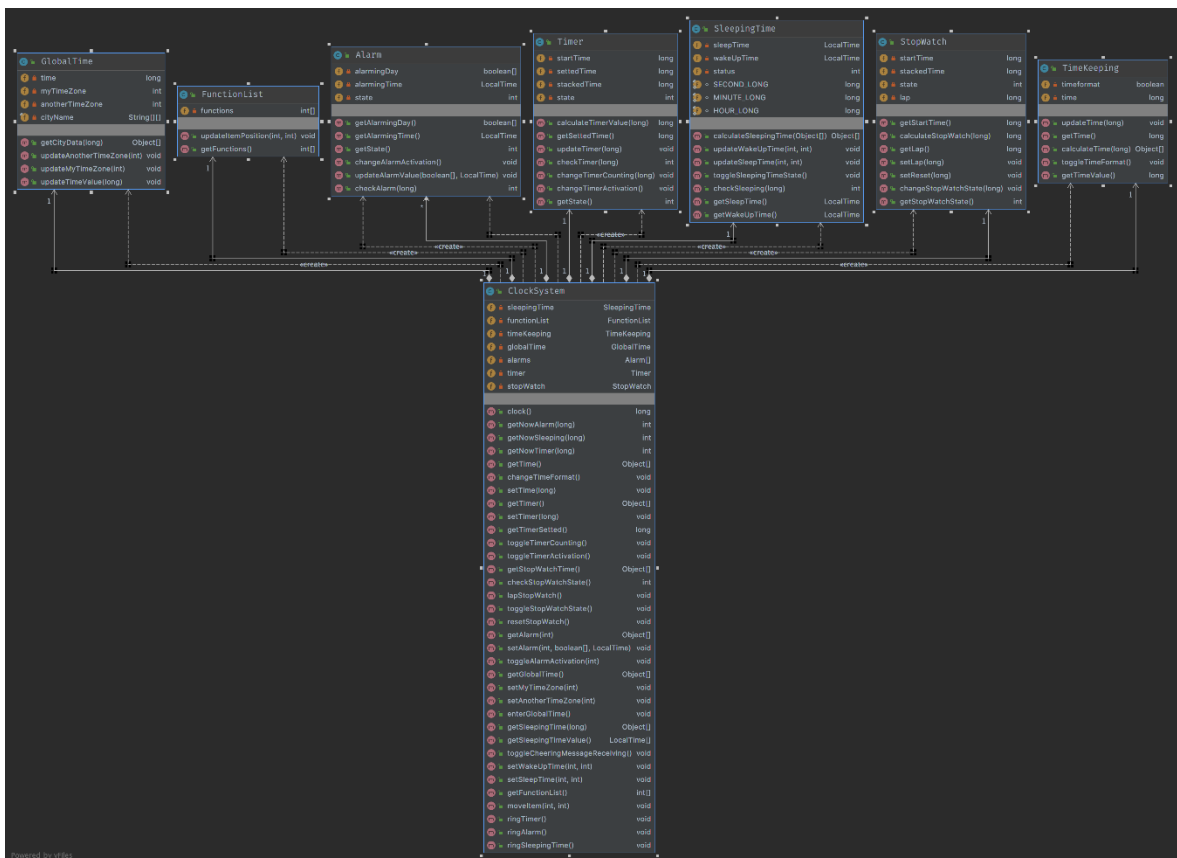 GlobalTime
time long
myTimeZone int
anotherTimeZone int
cityName String[][]
getCityData(long) Object[]
updateAnotherTimeZone(int) void
updateMyTimeZone(int) void
updateTimeValue(long) void
FunctionList
functions int[]
updateItemPosition(int, int) void
getFunctions() int[]
Alarm
alarmingDay boolean[]
alarmingTime LocalTime
state int
getAlarmingDay() boolean[]
getAlarmingTime() LocalTime
getState() int
changeAlarmActivation() void
updateAlarmValue(boolean[], LocalTime) void
checkAlarm(long) int
Timer
startTime long
settedTime long
stackedTime long
state int
calculateTimerValue(long) long
getSettedTime() long
updateTimer(long) void
checkTimer(long) int
changeTimerCounting(long) void
changeTimerActivation() void
getState() int
SleepingTime
sleepTime LocalTime
wakeUpTime LocalTime
status int
SECOND_LONG long
MINUTE_LONG long
HOUR_LONG long
calculateSleepingTime(Object[]) Object[]
updateWakeUpTime(int, int) void
updateSleepTime(int, int) void
toggleSleepingTimeState() void
checkSleeping(long) int
getSleepTime() LocalTime
getWakeUpTime() LocalTime
StopWatch
startTime long
stackedTime long
state int
lap long
getStartTime() long
calculateStopWatch(long) long
getLap() long
setLap(long) void
setReset(long) void
changeStopWatchState(long) void
getStopWatchState() int
TimeKeeping
timeformat boolean
time long
updateTime(long) void
getTime() long
calculateTime(long) Object[]
toggleTimeFormat() void
getTimeValue() long
1 1 * 1 1 1 1
«create» «create»
«create» «create»
«create» «create»
1 1 1 1 1 1 1
ClockSystem
sleepingTime SleepingTime
functionList FunctionList
timeKeeping TimeKeeping
globalTime GlobalTime
alarms Alarm[]
timer Timer
stopWatch StopWatch
clock() long
getNowAlarm(long) int
getNowSleeping(long) int
getNowTimer(long) int
getTime() Object[]
changeTimeFormat() void
setTime(long) void
getTimer() Object[]
setTimer(long) void
getTimerSetted() long
toggleTimerCounting() void
toggleTimerActivation() void
getStopWatchTime() Object[]
checkStopWatchState() int
lapStopWatch() void
toggleStopWatchState() void
resetStopWatch() void
getAlarm(int) Object[]
setAlarm(int, boolean[], LocalTime) void
toggleAlarmActivation(int) void
getGlobalTime() Object[]
setMyTimeZone(int) void
setAnotherTimeZone(int) void
enterGlobalTime() void
getSleepingTime(long) Object[]
getSleepingTimeValue() LocalTime[]
toggleCheeringMessageReceiving() void
setWakeUpTime(int, int) void
setSleepTime(int, int) void
getFunctionList() int[]
moveItem(int, int) void
ringTimer() void
ringAlarm() void
ringSleepingTime() void
Powered by yFiles